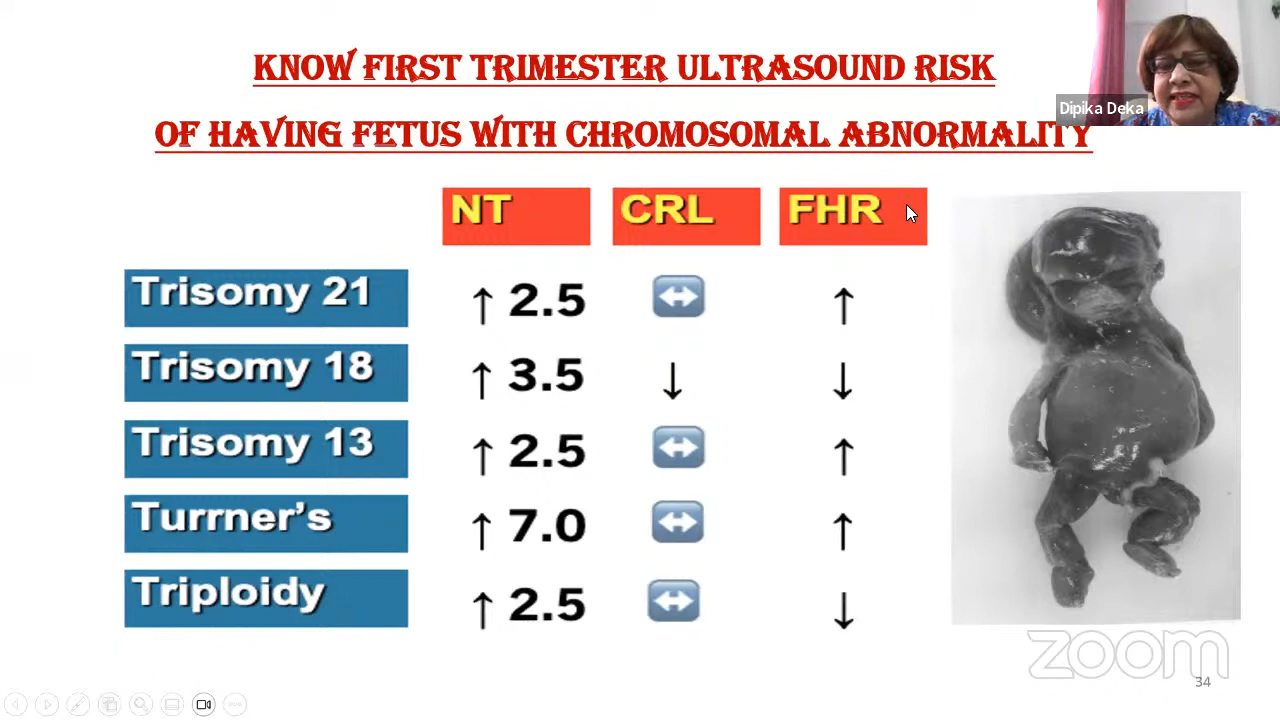 KNOW FIRST TRIMESTER ULTRASOUND RISK
OF HAVING FETUS WITH CHROMOSOMAL ABNORMALITY
Dipika Deka
NT CRL FHR
Trisomy 21 ↑ 2.5 ↔ ↑
Trisomy 18 ↑ 3.5 ↓ ↓
Trisomy 13 ↑ 2.5 ↔ ↑
Turrner's ↑ 7.0 ↔ ↑
Triploidy ↑ 2.5 ↔ ↓
zoom
34